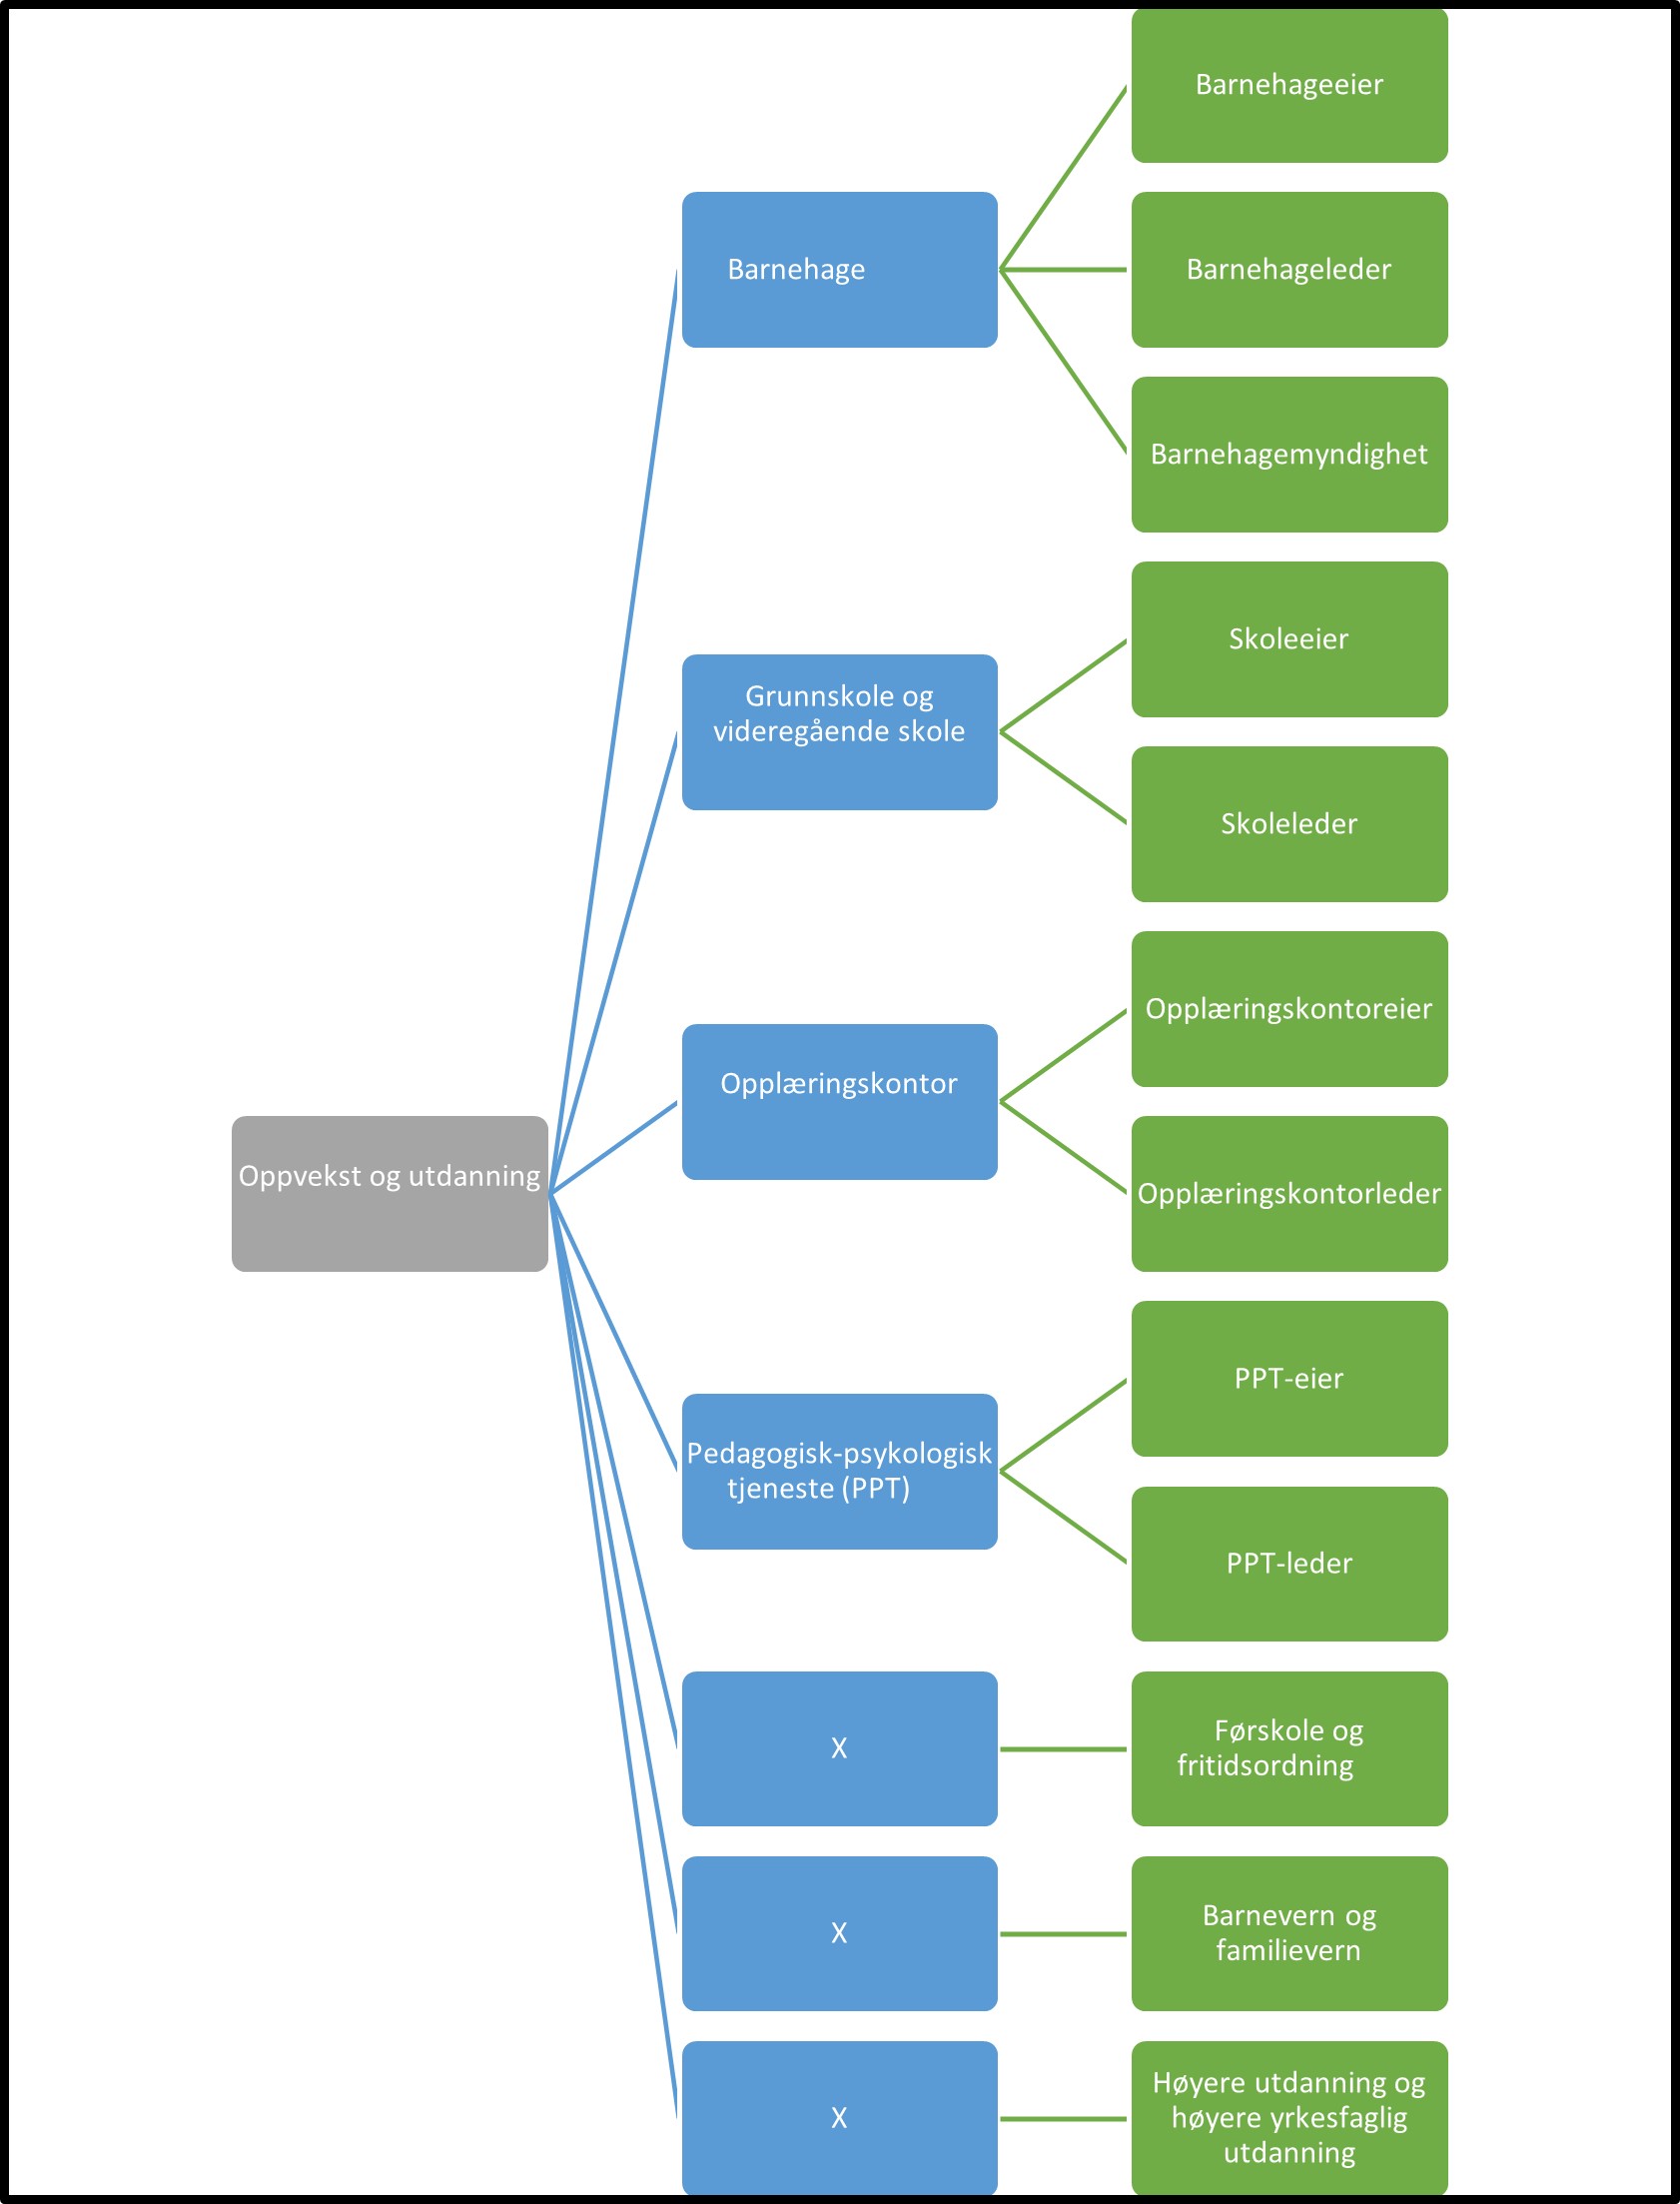 Oppvekst og utdanning
Barnehage
Barnehageeier
Barnehageleder
Barnehagemyndighet
Grunnskole og
videregående skole
Skoleeier
Skoleleder
Opplæringskontor
Opplæringskontoreier
Opplæringskontorleder
Pedagogisk-psykologisk
tjeneste (PPT)
PPT-eier
PPT-leder
X
Førskole og
fritidsordning
X
Barnevern og
familievern
X
Høyere utdanning og
høyere yrkesfaglig
utdanning